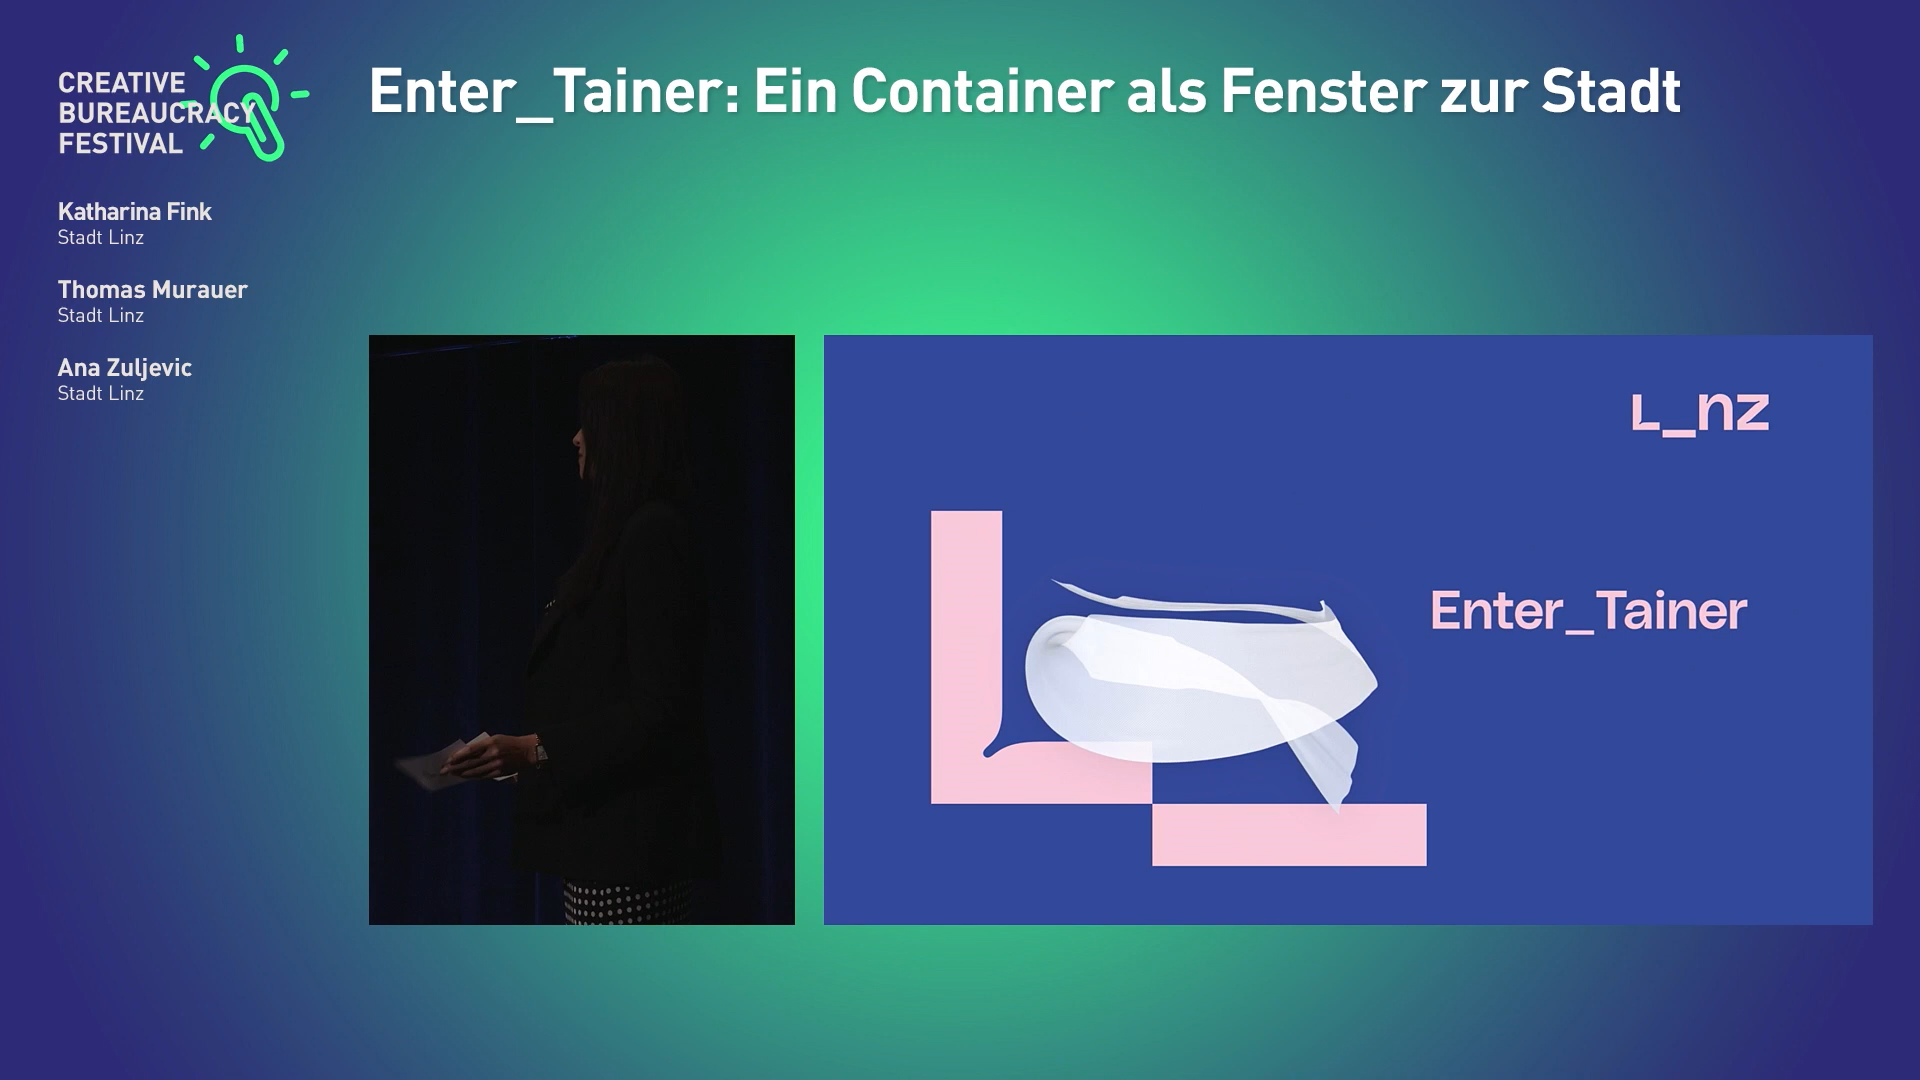 CREATIVE
BUREAUCRACY
FESTIVAL
Enter_Tainer: Ein Container als Fenster zur Stadt
Katharina Fink
Stadt Linz
Thomas Murauer
Stadt Linz
Ana Zuljevic
Stadt Linz
L_nz
Enter_Tainer